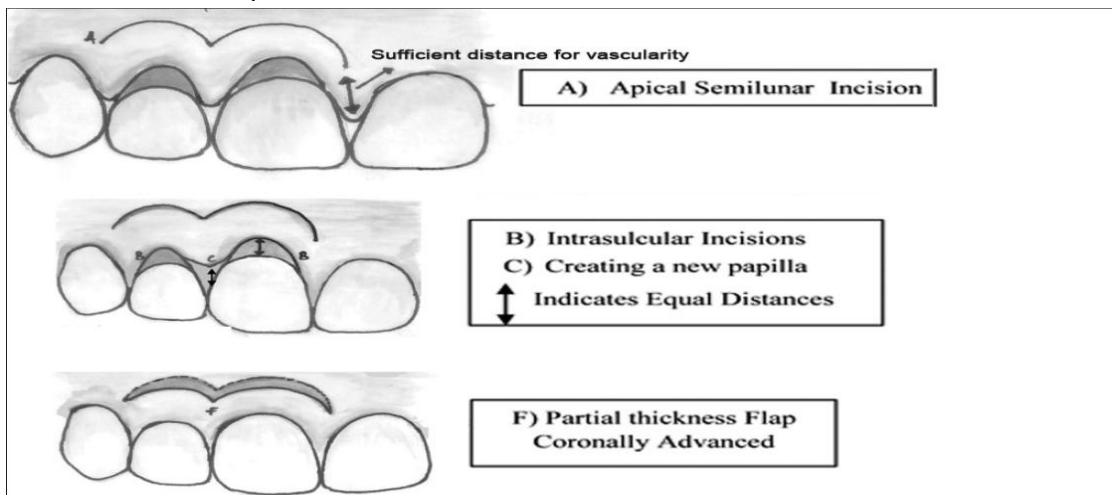 A
Sufficient distance for vascularity
A) Apical Semilunar Incision
B C B
B) Intrasulcular Incisions
C) Creating a new papilla
Indicates Equal Distances
F
F) Partial thickness Flap
Coronally Advanced